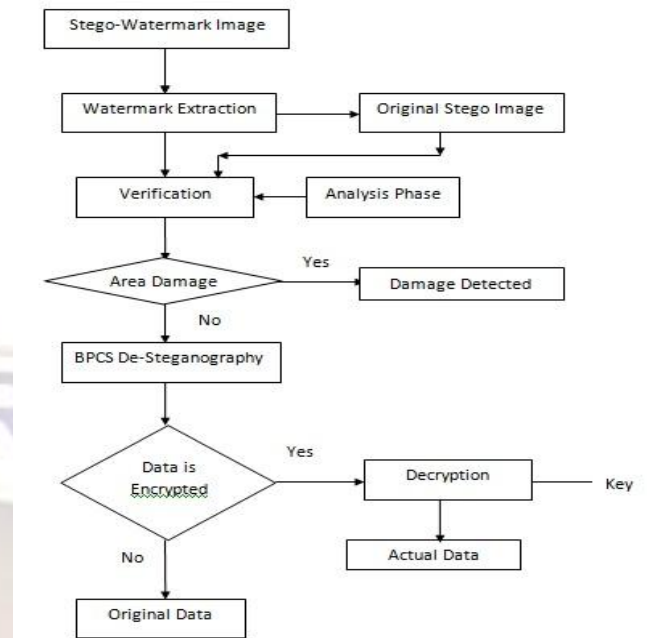 Stego-Watermark Image
Watermark Extraction
Original Stego Image
Verification
Analysis Phase
Area Damage
Yes
Damage Detected
No
BPCS De-Steganography
Data is
Encrypted
Yes
Decryption
Key
Actual Data
No
Original Data